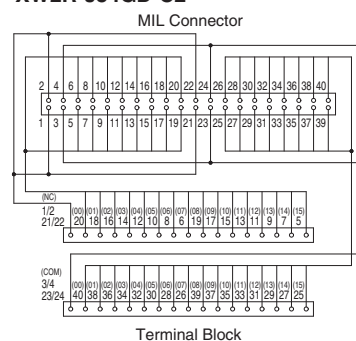 MIL Connector
2 4 6 8 10 12 14 16 18 20 22 24 26 28 30 32 34 36 38 40
1 3 5 7 9 11 13 15 17 19 21 23 25 27 29 31 33 35 37 39
(NC)
1/2 (00) (01) (02) (03) (04) (05) (06) (07) (08) (09) (10) (11) (12) (13) (14) (15)
21/22 20 18 16 14 12 10 8 6 19 17 15 13 11 9 7 5
(COM)
3/4 (00) (01) (02) (03) (04) (05) (06) (07) (08) (09) (10) (11) (12) (13) (14) (15)
23/24 40 38 36 34 32 30 28 26 39 37 35 33 31 29 27 25
Terminal Block